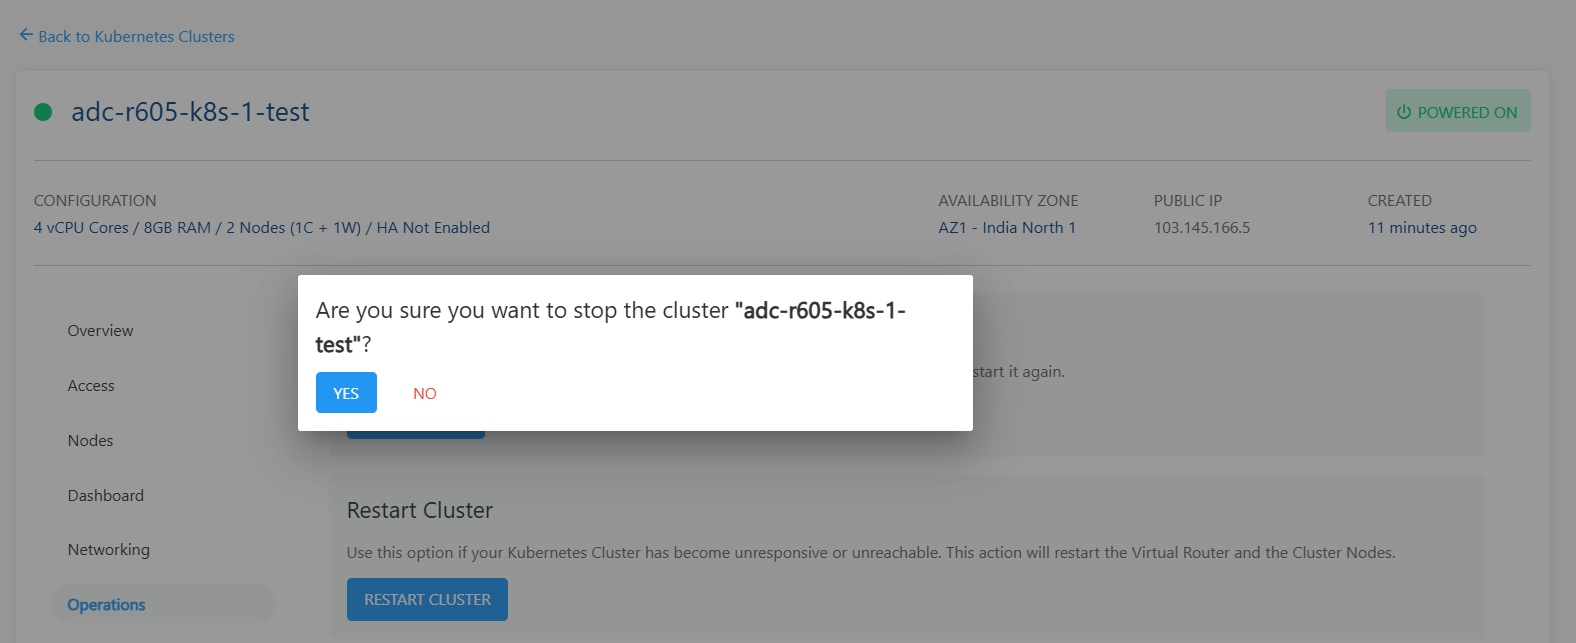 Back to Kubernetes Clusters
adc-r605-k8s-1-test
POWERED ON
CONFIGURATION
4 vCPU Cores / 8GB RAM / 2 Nodes (1C + 1W) / HA Not Enabled
AVAILABILITY ZONE
AZ1 - India North 1
PUBLIC IP
103.145.166.5
CREATED
11 minutes ago
Overview
Access
Nodes
Dashboard
Networking
Operations
Are you sure you want to stop the cluster "adc-r605-k8s-1-
test"?
YES
NO
start it again.
Restart Cluster
Use this option if your Kubernetes Cluster has become unresponsive or unreachable. This action will restart the Virtual Router and the Cluster Nodes.
RESTART CLUSTER